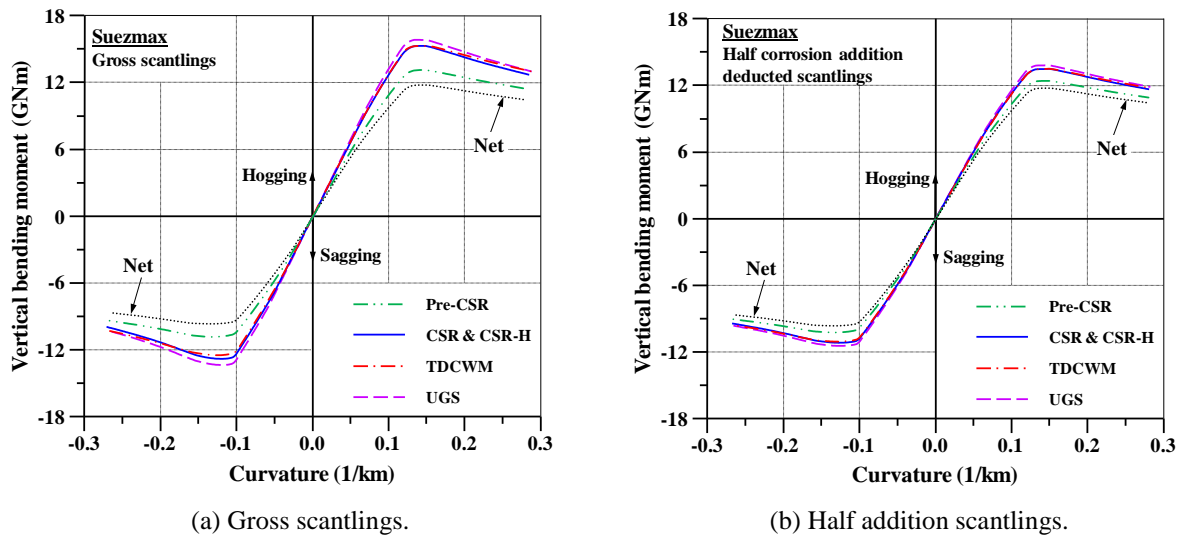 Vertical bending moment (GNm)
18
12
6
0
-6
-12
-18
Suezmax
Gross scantlings
Net
Hogging
Sagging
Net
Pre-CSR
CSR & CSR-H
TDCWM
UGS
-0.3
-0.2
-0.1
0.0
0.1
0.2
0.3
Curvature (1/km)
(a) Gross scantlings.
Vertical bending moment (GNm)
18
12
6
0
-6
-12
-18
Suezmax
Half corrosion addition
deducted scantlings
Net
Hogging
Sagging
Net
Pre-CSR
CSR & CSR-H
TDCWM
UGS
-0.3
-0.2
-0.1
0.0
0.1
0.2
0.3
Curvature (1/km)
(b) Half addition scantlings.